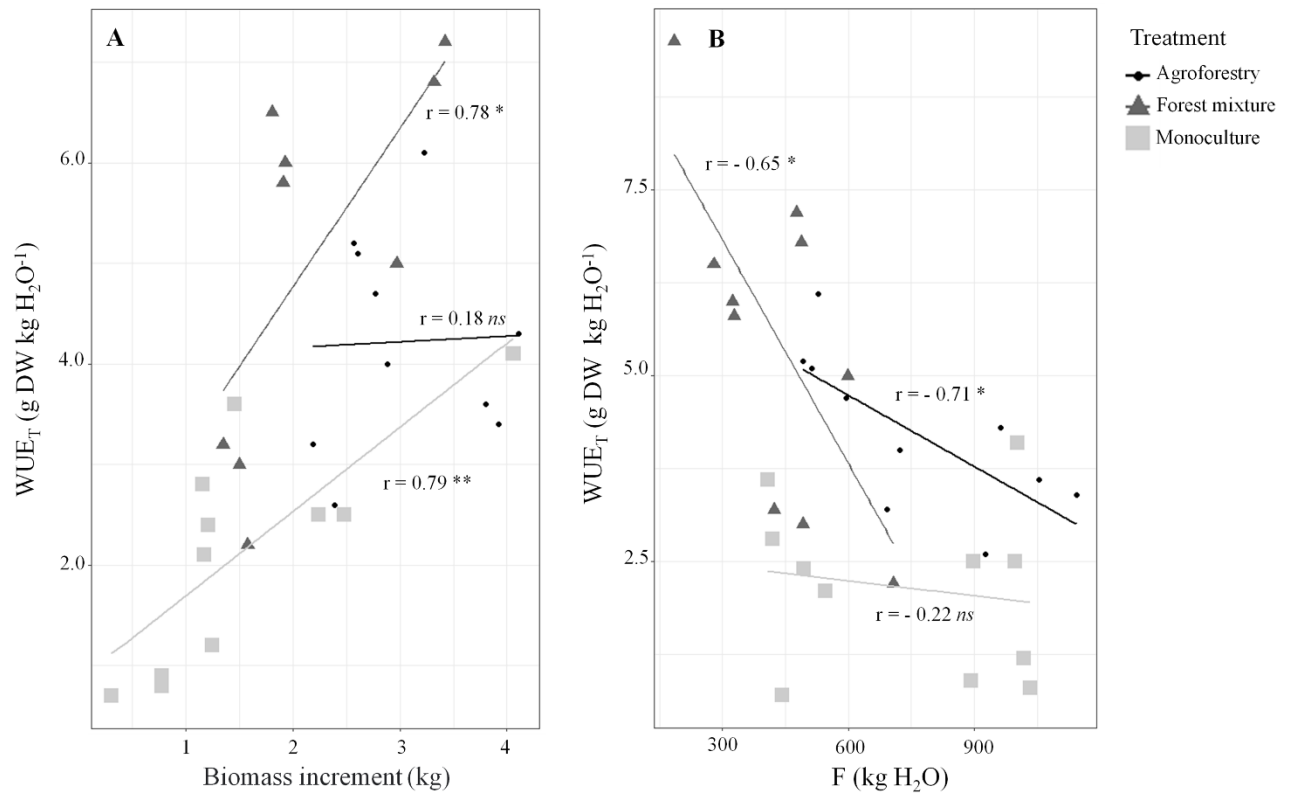 A
WUE_T (g DW kg H₂O⁻¹)
6.0
4.0
2.0
r = 0.78 *
r = 0.18 ns
r = 0.79 **
1
2
3
4
Biomass increment (kg)
B
WUE_T (g DW kg H₂O⁻¹)
7.5
5.0
2.5
r = - 0.65 *
r = - 0.71 *
r = - 0.22 ns
300
600
900
F (kg H₂O)
Treatment
Agroforestry
Forest mixture
Monoculture